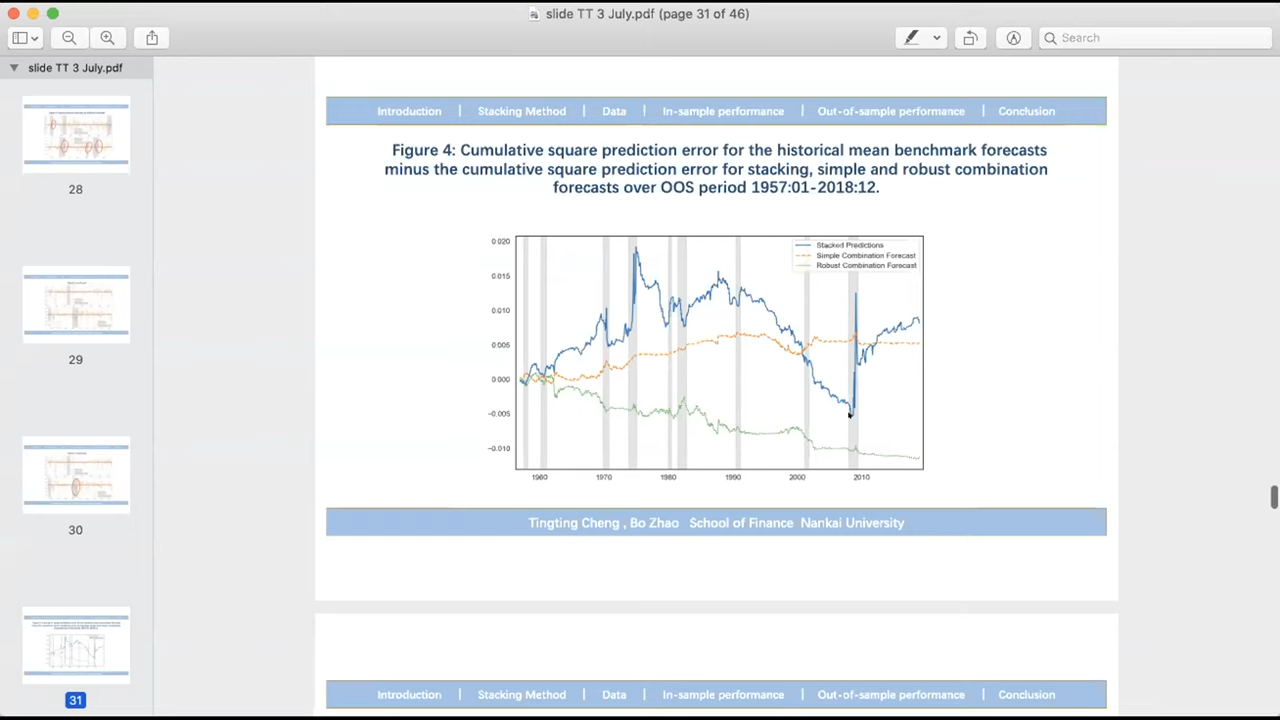 slide TT 3 July.pdf (page 31 of 46)
Search
slide TT 3 July.pdf
28
29
30
31
Introduction | Stacking Method | Data | In-sample performance | Out-of-sample performance | Conclusion
Figure 4: Cumulative square prediction error for the historical mean benchmark forecasts
minus the cumulative square prediction error for stacking, simple and robust combination
forecasts over OOS period 1957:01-2018:12.
Stacked Predictions
Simple Combination Forecast
Robust Combination Forecast
0.020
0.015
0.010
0.005
0.000
−0.005
−0.010
1960 1970 1980 1990 2000 2010
Tingting Cheng , Bo Zhao School of Finance Nankai University
Introduction | Stacking Method | Data | In-sample performance | Out-of-sample performance | Conclusion